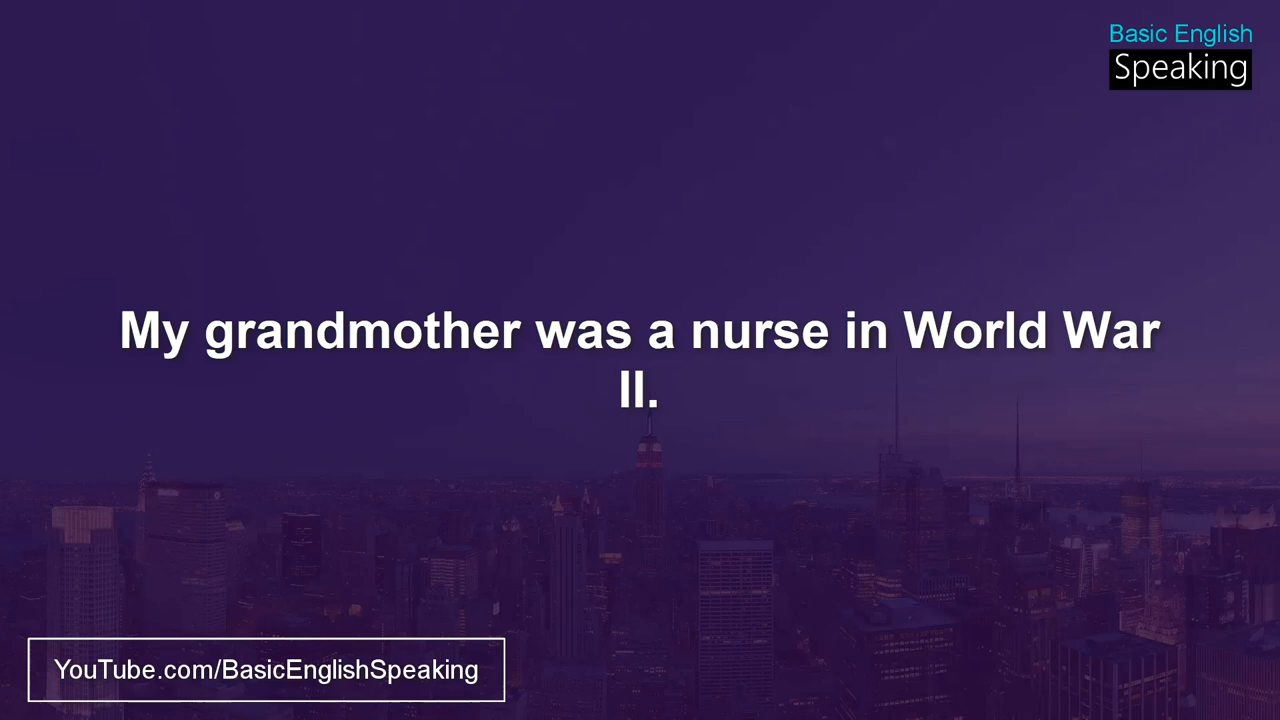 Basic English
Speaking
My grandmother was a nurse in World War
II.
YouTube.com/BasicEnglishSpeaking